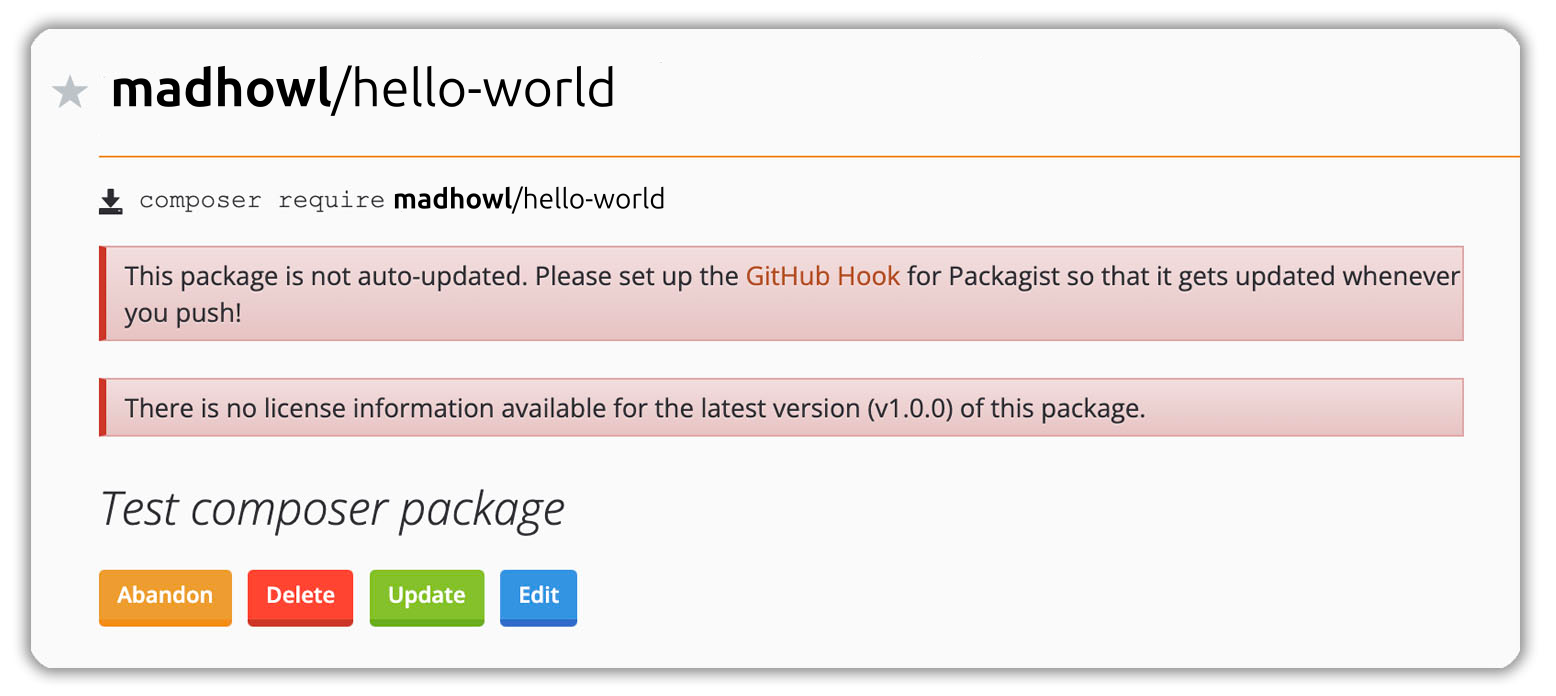 madhowl/hello-world
composer require madhowl/hello-world
This package is not auto-updated. Please set up the GitHub Hook for Packagist so that it gets updated whenever
you push!
There is no license information available for the latest version (v1.0.0) of this package.
Test composer package
Abandon Delete Update Edit